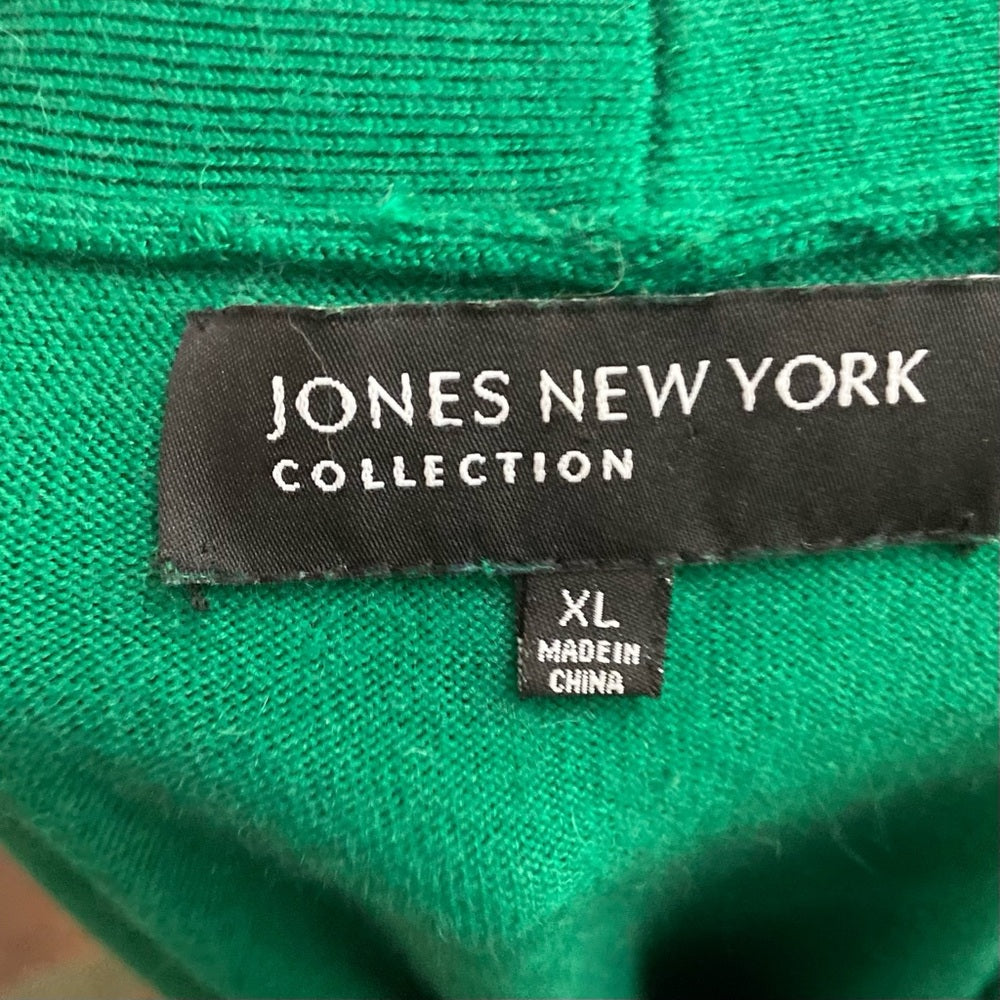 JONES NEW YORK
COLLECTION
XL
MADE IN
CHINA